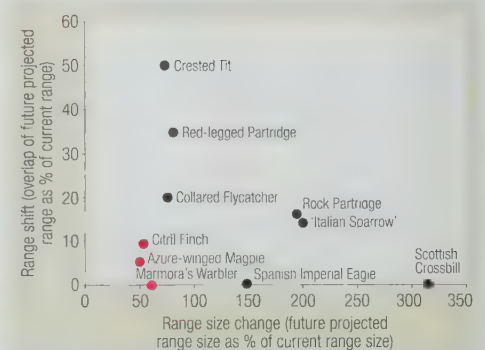 Range shift (overlap of future projected
range as % of current range)
60
50
40
30
20
10
0
Crested Tit
Red-legged Partridge
Collared Flycatcher
Rock Partridge
'Italian Sparrow'
Citril Finch
Azure-winged Magpie
Marmora's Warbler
Spanish Imperial Eagle
Scottish
Crossbill
0 50 100 150 200 250 300 350
Range size change (future projected
range size as % of current range size)